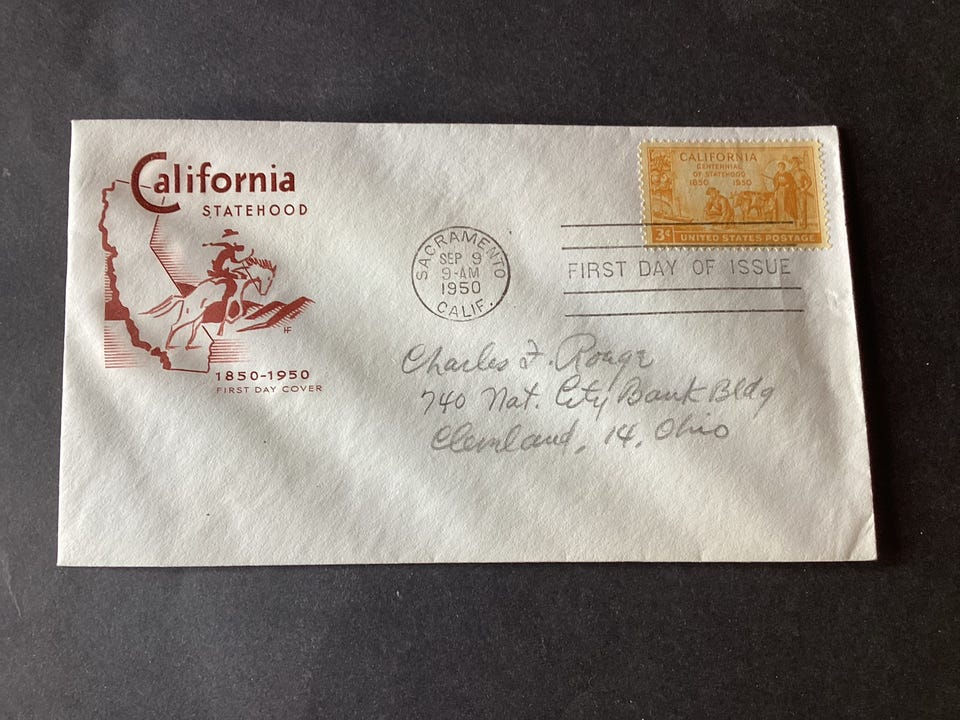 California
STATEHOOD
HF
1850-1950
FIRST DAY COVER
SACRAMENTO
SEP 9
9-AM
1950
CALIF.
CALIFORNIA
CENTENNIAL
OF STATEHOOD
1850 1950
3¢ UNITED STATES POSTAGE
FIRST DAY OF ISSUE
Charles F.
740 Nat. City Bank Bldg
Cleveland, 14, Ohio